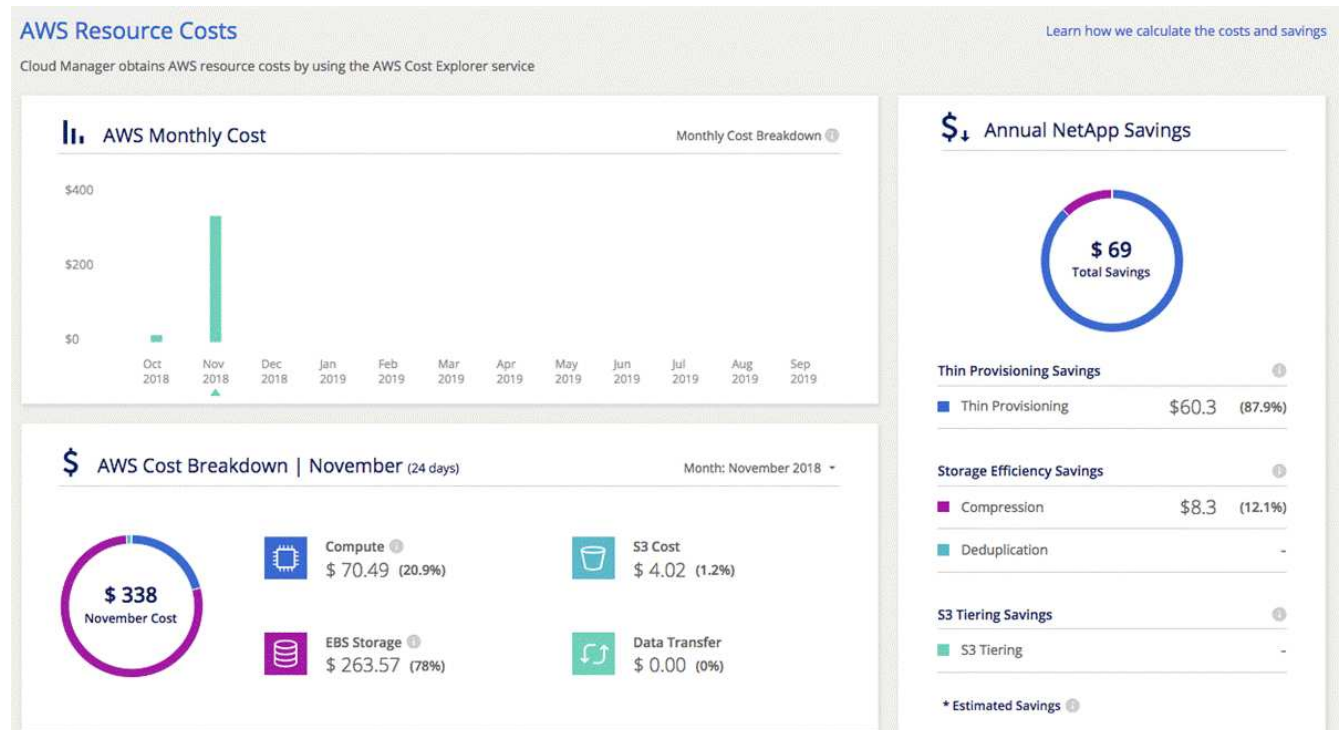 AWS Resource Costs
Learn how we calculate the costs and savings
Cloud Manager obtains AWS resource costs by using the AWS Cost Explorer service
AWS Monthly Cost
Monthly Cost Breakdown
$400
$200
$0
Oct Nov Dec Jan Feb Mar Apr May Jun Jul Aug Sep
2018 2018 2018 2019 2019 2019 2019 2019 2019 2019 2019 2019
$ AWS Cost Breakdown | November (24 days)
Month: November 2018
$ 338
November Cost
Compute
$ 70.49 (20.9%)
S3 Cost
$ 4.02 (1.2%)
EBS Storage
$ 263.57 (78%)
Data Transfer
$ 0.00 (0%)
$ Annual NetApp Savings
$ 69
Total Savings
Thin Provisioning Savings
Thin Provisioning $60.3 (87.9%)
Storage Efficiency Savings
Compression $8.3 (12.1%)
Deduplication -
S3 Tiering Savings
S3 Tiering -
* Estimated Savings